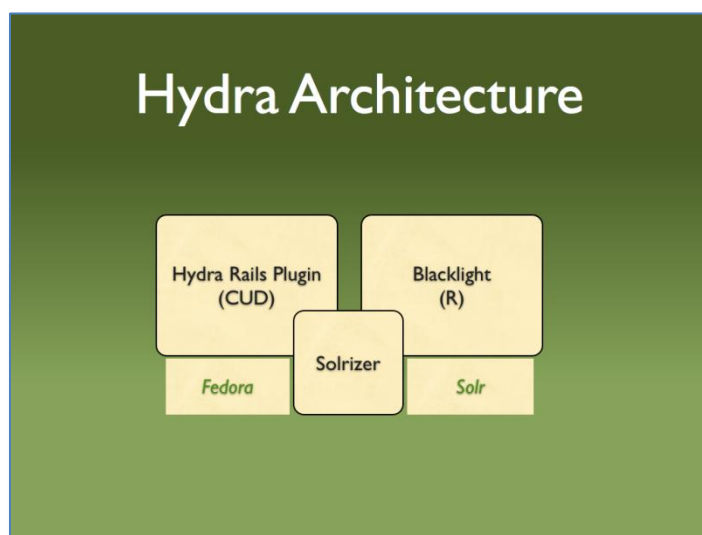 Hydra Architecture
Hydra Rails Plugin
(CUD)
Blacklight
(R)
Solrizer
Fedora
Solr